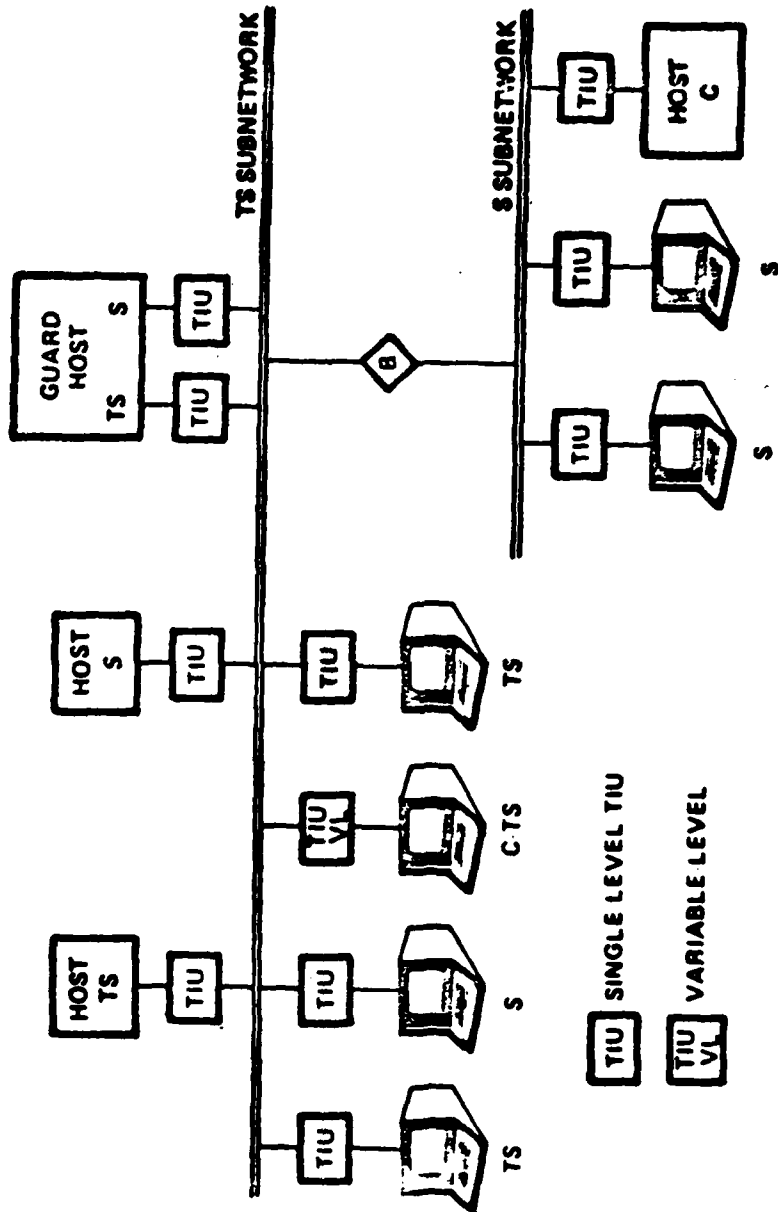 HOST
TS
HOST
S
GUARD
HOST
TS
S
TIU
TIU
TIU
TIU
TS SUBNETWORK
TIU
TIU
TIU
VL
TIU
B
TS
S
C-TS
TS
S SUBNETWORK
TIU
TIU
TIU
HOST
C
S
S
TIU
SINGLE LEVEL TIU
TIU
VL
VARIABLE LEVEL